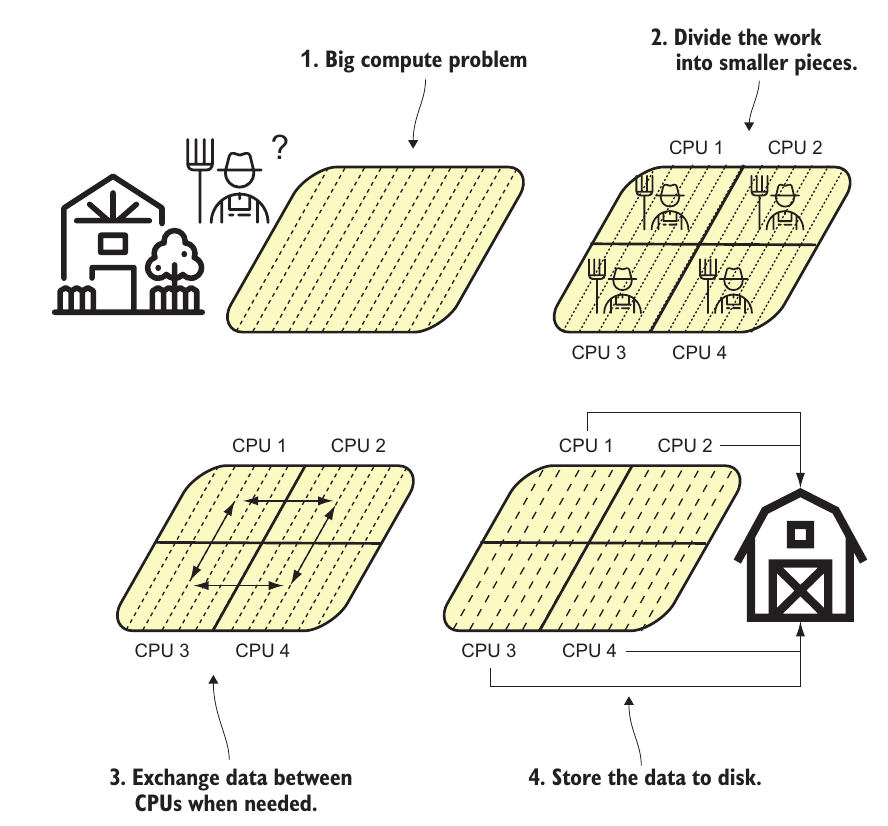 1. Big compute problem
?
2. Divide the work
into smaller pieces.
CPU 1
CPU 2
CPU 3
CPU 4
CPU 1
CPU 2
CPU 3
CPU 4
3. Exchange data between
CPUs when needed.
CPU 1
CPU 2
CPU 3
CPU 4
4. Store the data to disk.